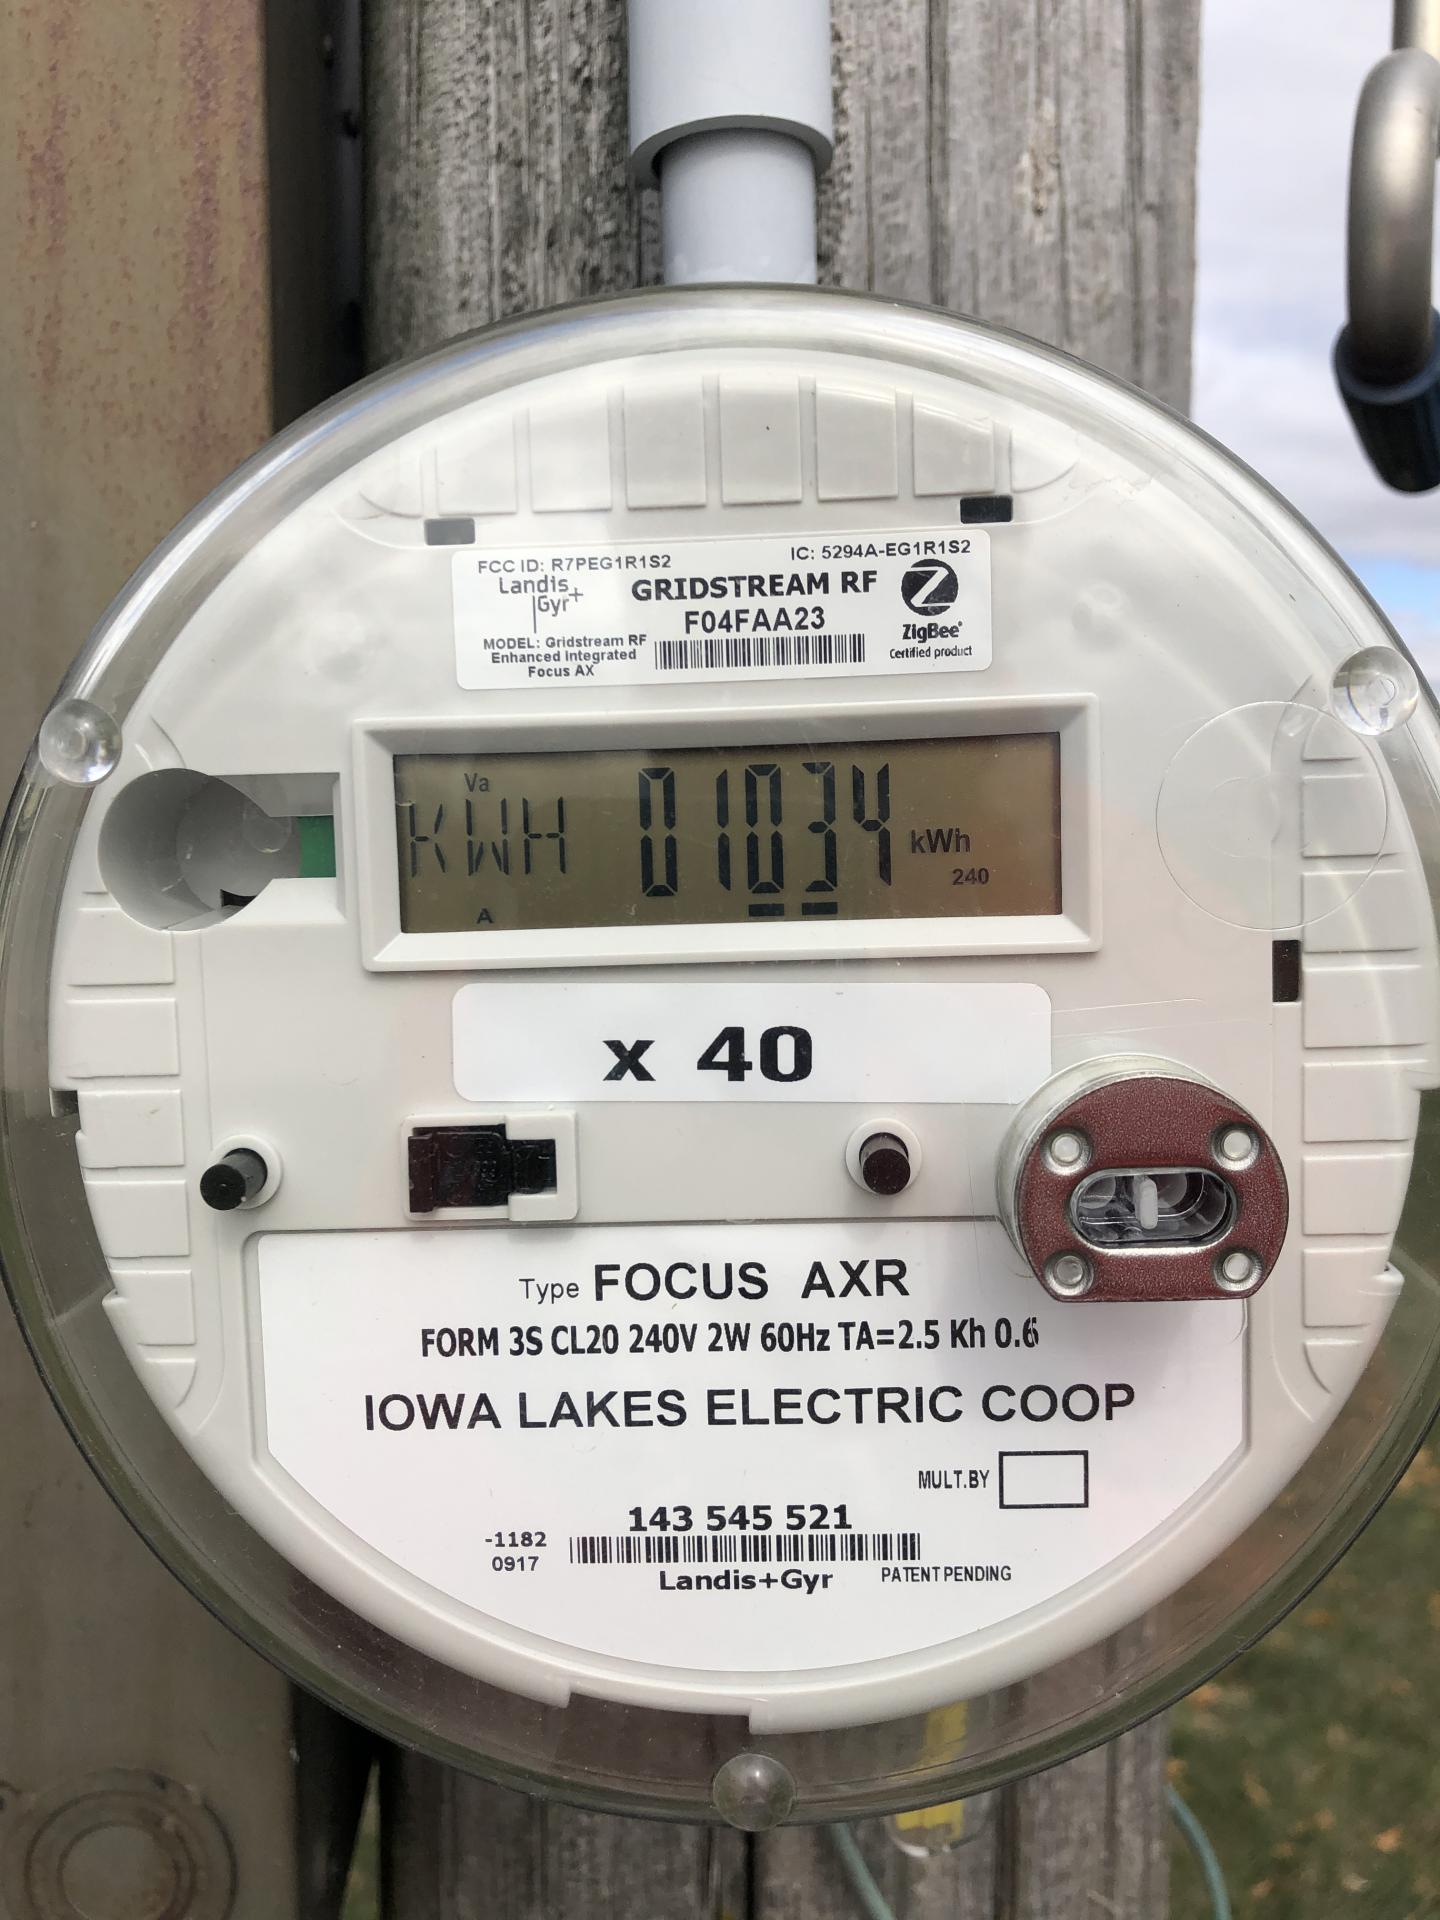 FCC ID: R7PEG1R1S2 IC: 5294A-EG1R1S2
Landis
Gyr+
GRIDSTREAM RF
F04FAA23
MODEL: Gridstream RF
Enhanced Integrated
Focus AX
Z
ZigBee®
Certified product
Va
KWH 01034 kWh
240
A
x 40
Type FOCUS AXR
FORM 3S CL20 240V 2W 60Hz TA=2.5 Kh 0.6
IOWA LAKES ELECTRIC COOP
MULT.BY
143 545 521
-1182
0917
Landis+Gyr
PATENT PENDING